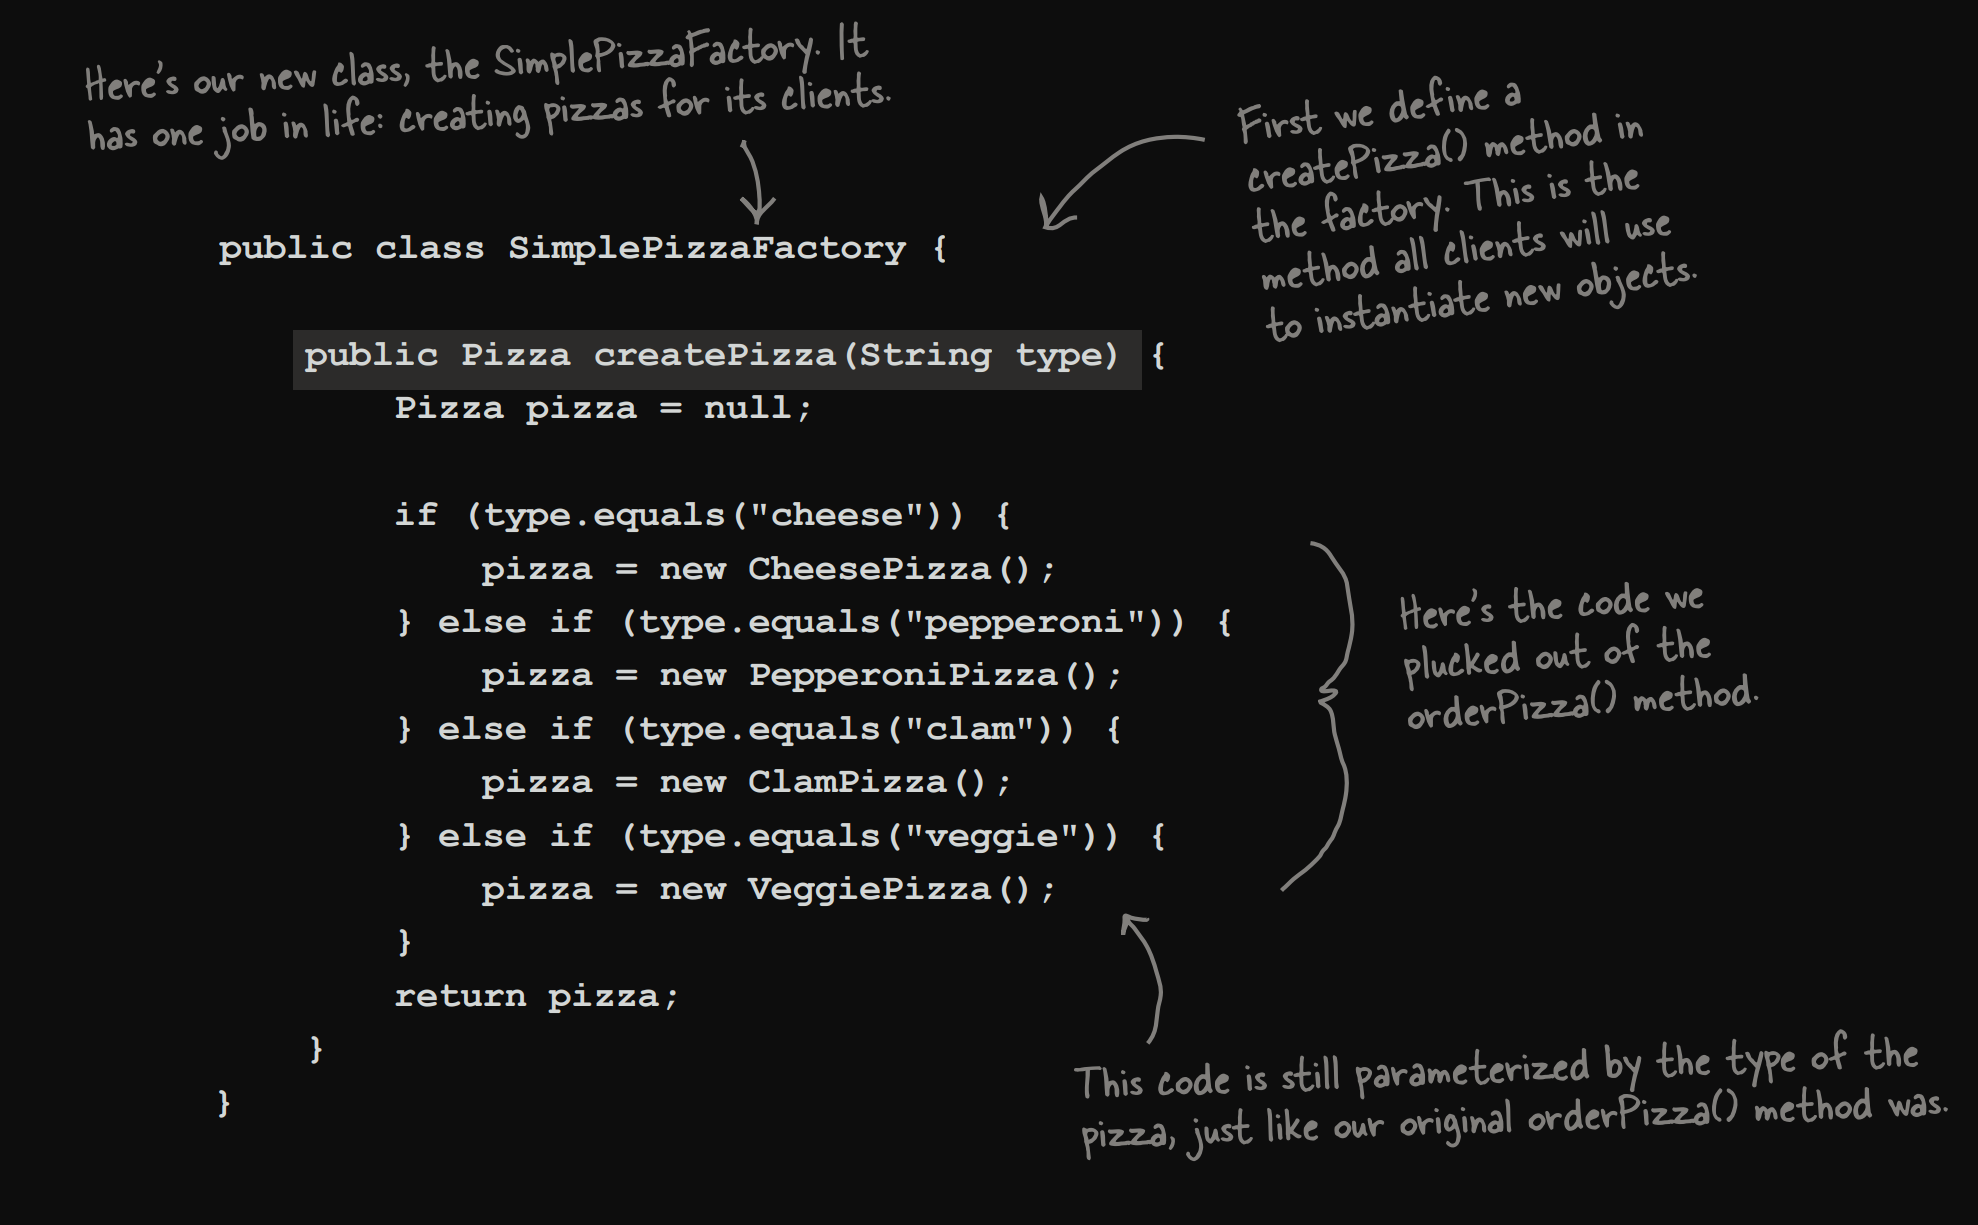 Here's our new class, the SimplePizzaFactory. It
has one job in life: creating pizzas for its clients.
First we define a
createPizza() method in
the factory. This is the
method all clients will use
to instantiate new objects.
public class SimplePizzaFactory {
public Pizza createPizza(String type) {
Pizza pizza = null;
if (type.equals("cheese")) {
pizza = new CheesePizza();
} else if (type.equals("pepperoni")) {
pizza = new PepperoniPizza();
} else if (type.equals("clam")) {
pizza = new ClamPizza();
} else if (type.equals("veggie")) {
pizza = new VeggiePizza();
}
return pizza;
}
}
Here's the code we
plucked out of the
orderPizza() method.
This code is still parameterized by the type of the
pizza, just like our original orderPizza() method was.